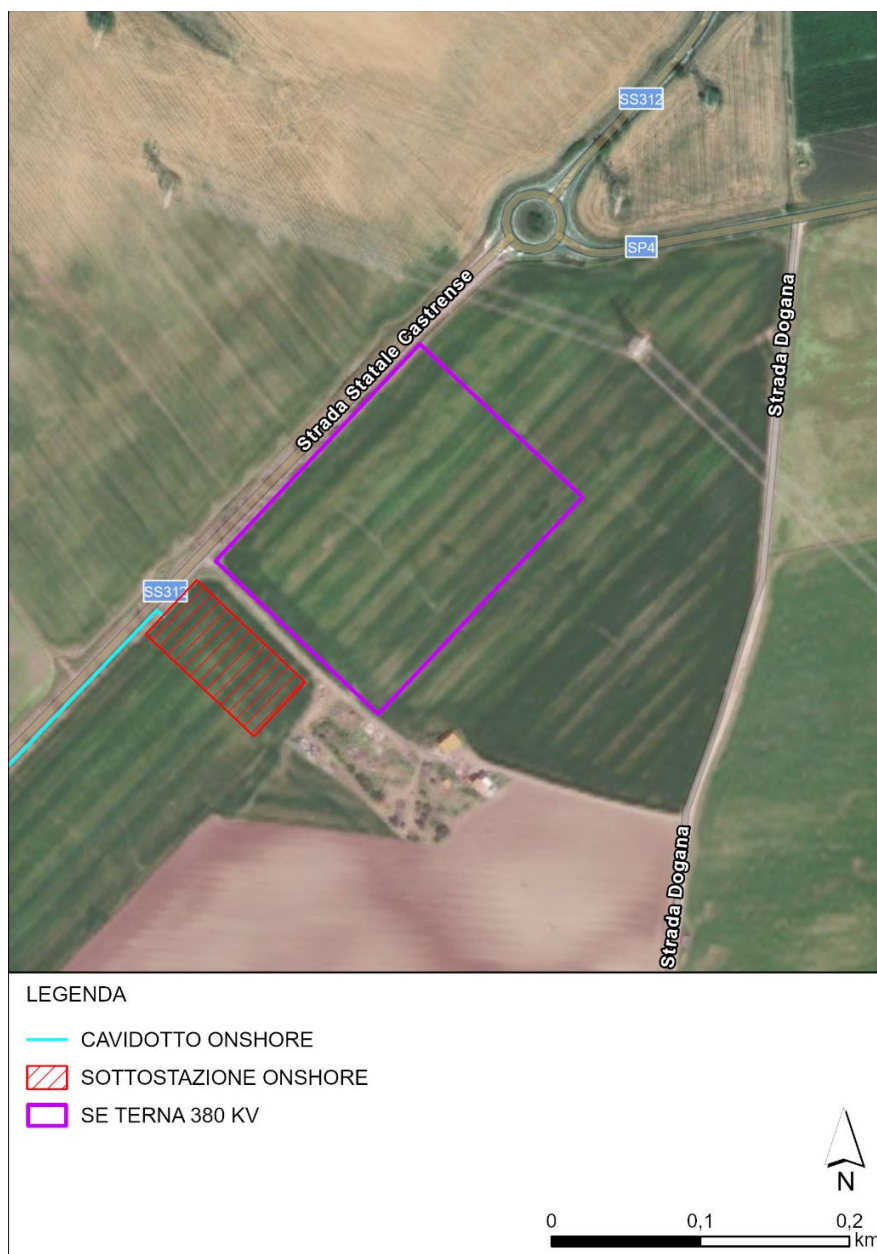 SS312
SP4
Strada Statale Castrense
Strada Dogana
SS312
Strada Dogana
LEGENDA
CAVIDOTTO ONSHORE
SOTTOSTAZIONE ONSHORE
SE TERNA 380 KV
N
0 0,1 0,2
km